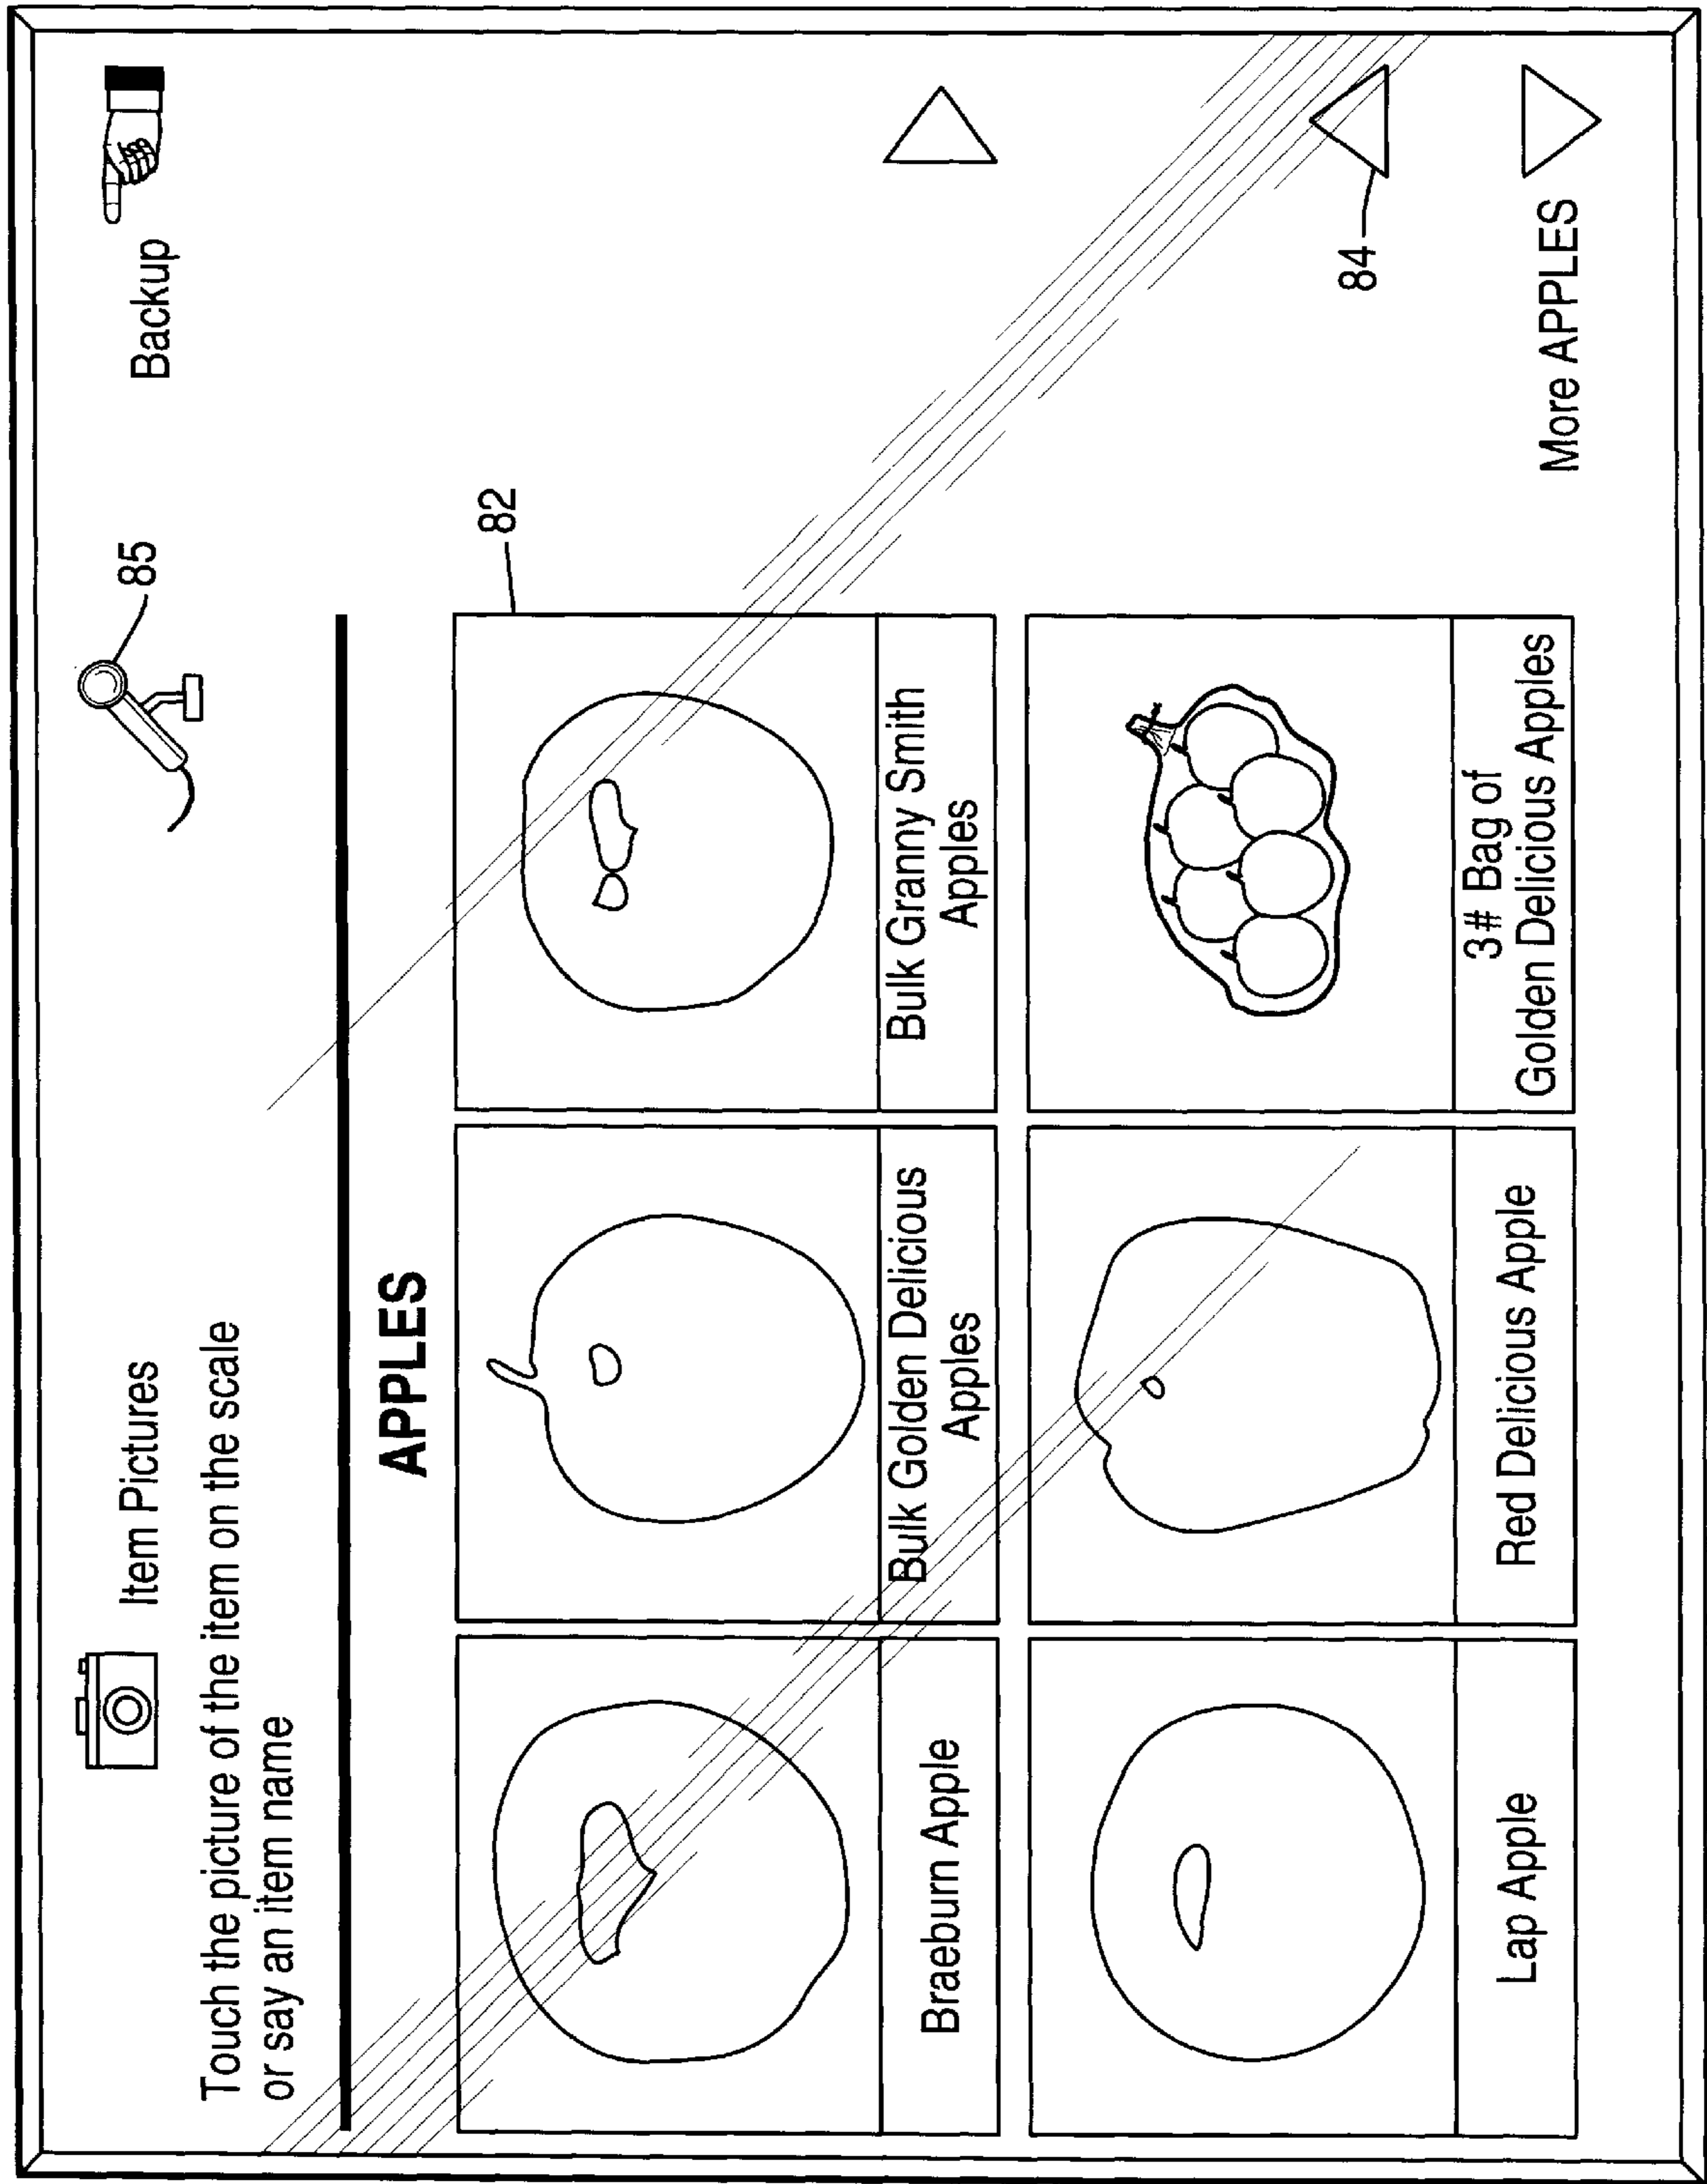 Item Pictures
85
Backup
Touch the picture of the item on the scale
or say an item name
APPLES
82
Braeburn Apple
Bulk Golden Delicious
Apples
Bulk Granny Smith
Apples
84
Lap Apple
Red Delicious Apple
3# Bag of
Golden Delicious Apples
More APPLES